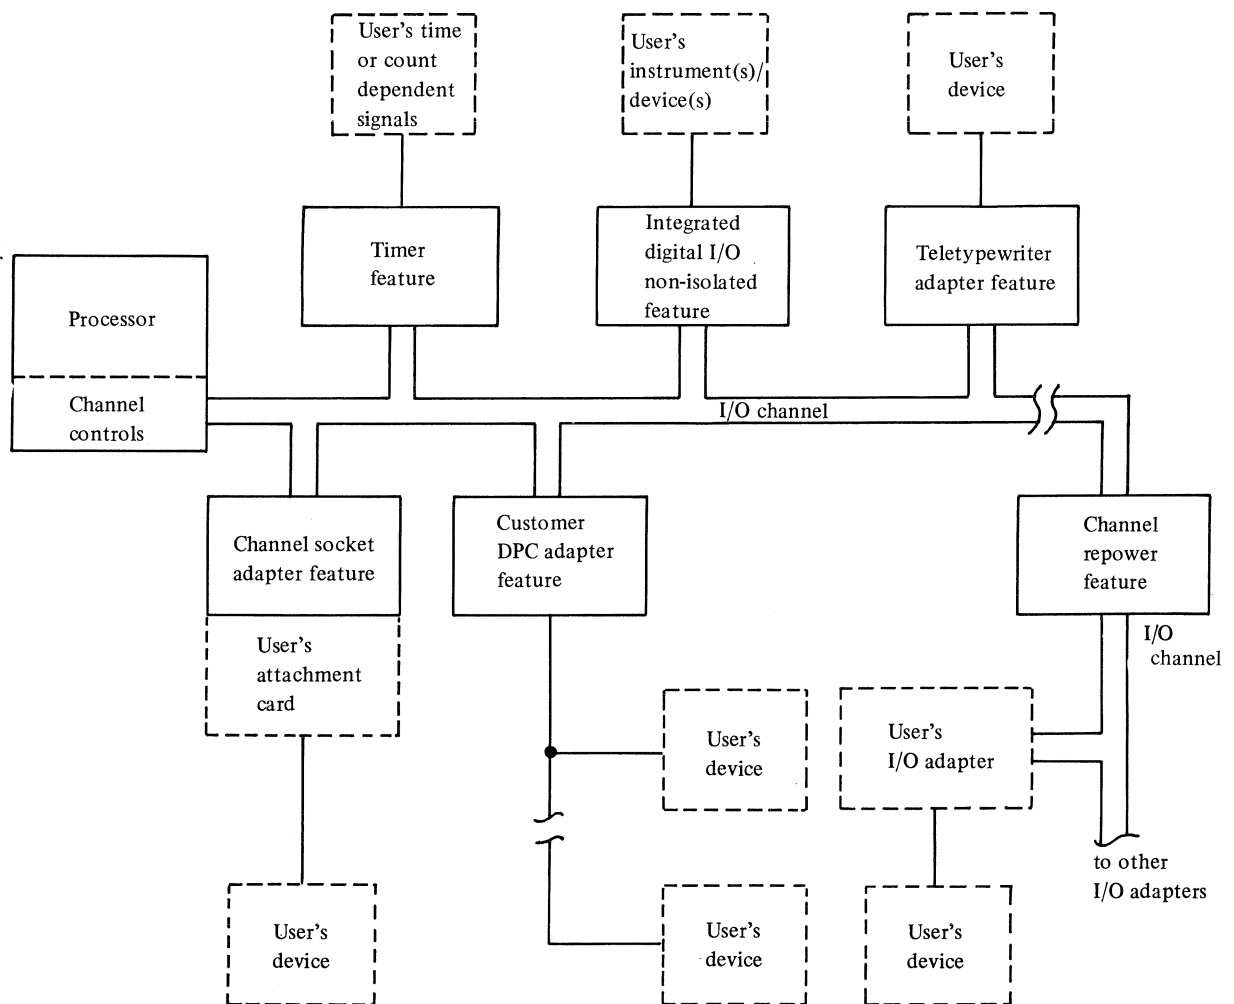 User's time
or count
dependent
signals
User's
instrument(s)/
device(s)
User's
device
Timer
feature
Integrated
digital I/O
non-isolated
feature
Teletypewriter
adapter feature
Processor
Channel
controls
I/O channel
Channel socket
adapter feature
Customer
DPC adapter
feature
Channel
repower
feature
User's
attachment
card
I/O
channel
User's
device
User's
I/O adapter
to other
I/O adapters
User's
device
User's
device
User's
device